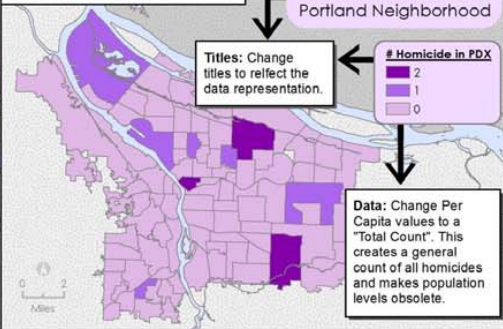 Portland Neighborhood
Titles: Change
titles to relfect the
data representation.
# Homicide in PDX
2
1
0
Data: Change Per
Capita values to a
"Total Count". This
creates a general
count of all homicides
and makes population
levels obsolete.
0 2
Miles